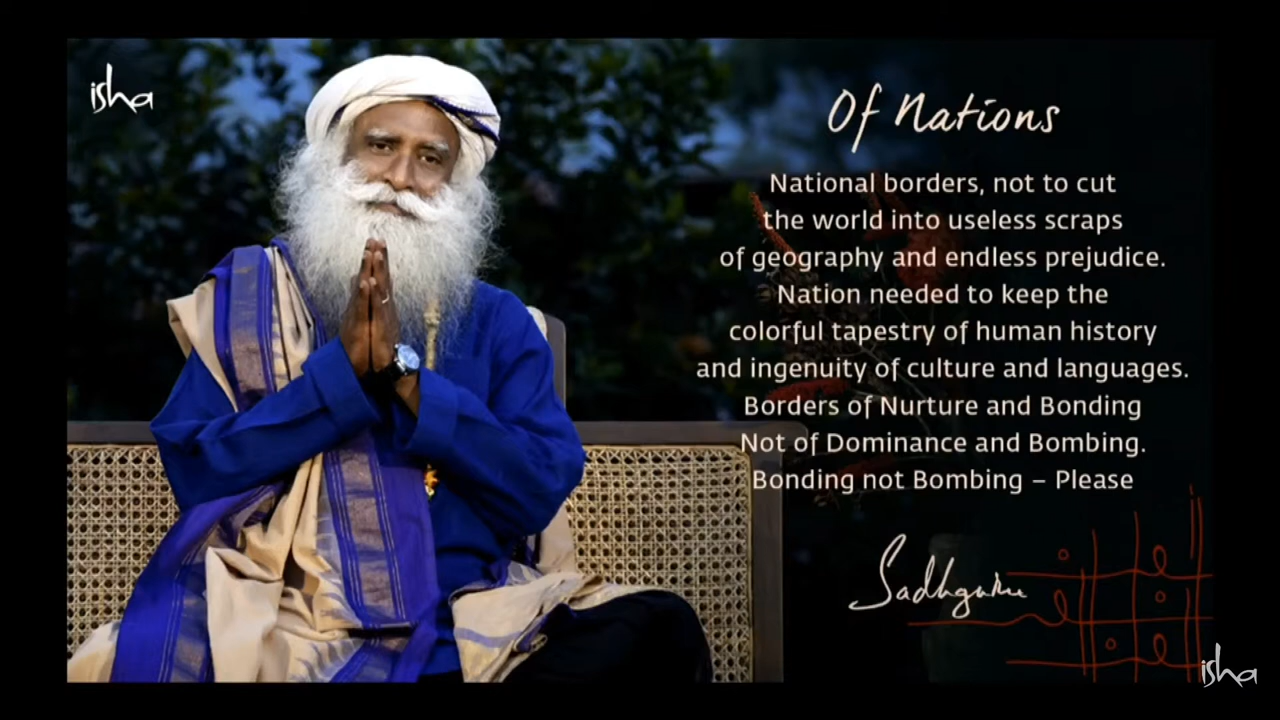 isha
Of Nations
National borders, not to cut
the world into useless scraps
of geography and endless prejudice.
Nation needed to keep the
colorful tapestry of human history
and ingenuity of culture and languages.
Borders of Nurture and Bonding
Not of Dominance and Bombing.
Bonding not Bombing – Please
Sadhguru
isha